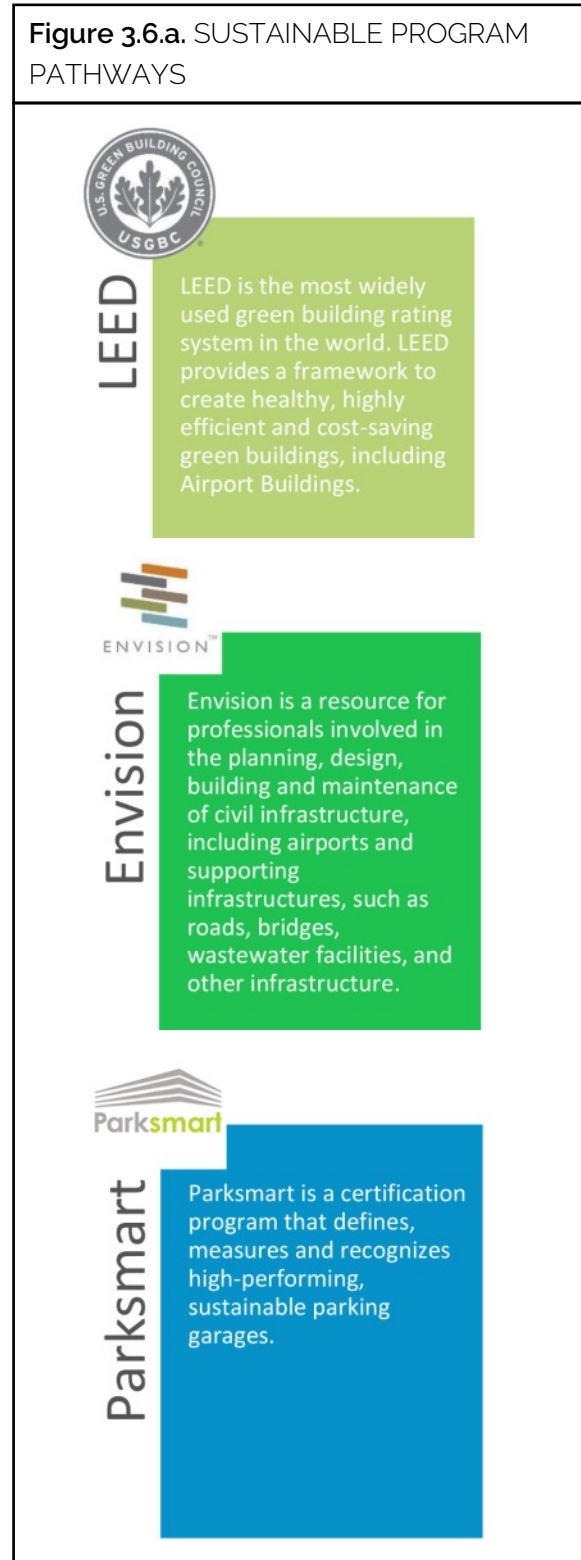 Figure 3.6.a. SUSTAINABLE PROGRAM
PATHWAYS
U.S. GREEN BUILDING COUNCIL
USGBC
LEED
LEED is the most widely
used green building rating
system in the world. LEED
provides a framework to
create healthy, highly
efficient and cost-saving
green buildings, including
Airport Buildings.
ENVISION™
Envision
Envision is a resource for
professionals involved in
the planning, design,
building and maintenance
of civil infrastructure,
including airports and
supporting
infrastructures, such as
roads, bridges,
wastewater facilities, and
other infrastructure.
Parksmart
Parksmart
Parksmart is a certification
program that defines,
measures and recognizes
high-performing,
sustainable parking
garages.